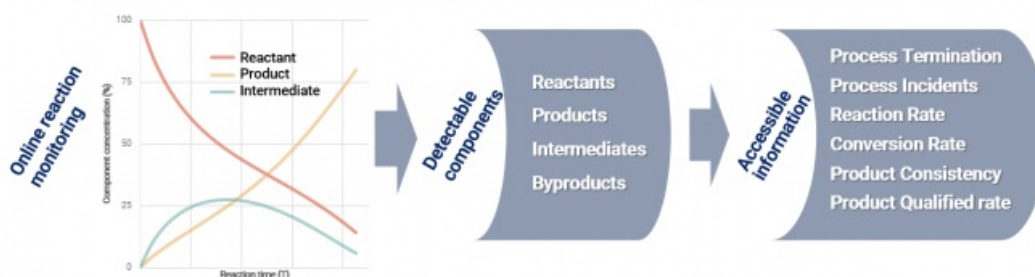 Online reaction
monitoring
Component concentration (%)
100
75
50
25
0
Reactant
Product
Intermediate
Reaction time (T)
Detectable
components
Reactants
Products
Intermediates
Byproducts
Accessible
information
Process Termination
Process Incidents
Reaction Rate
Conversion Rate
Product Consistency
Product Qualified rate